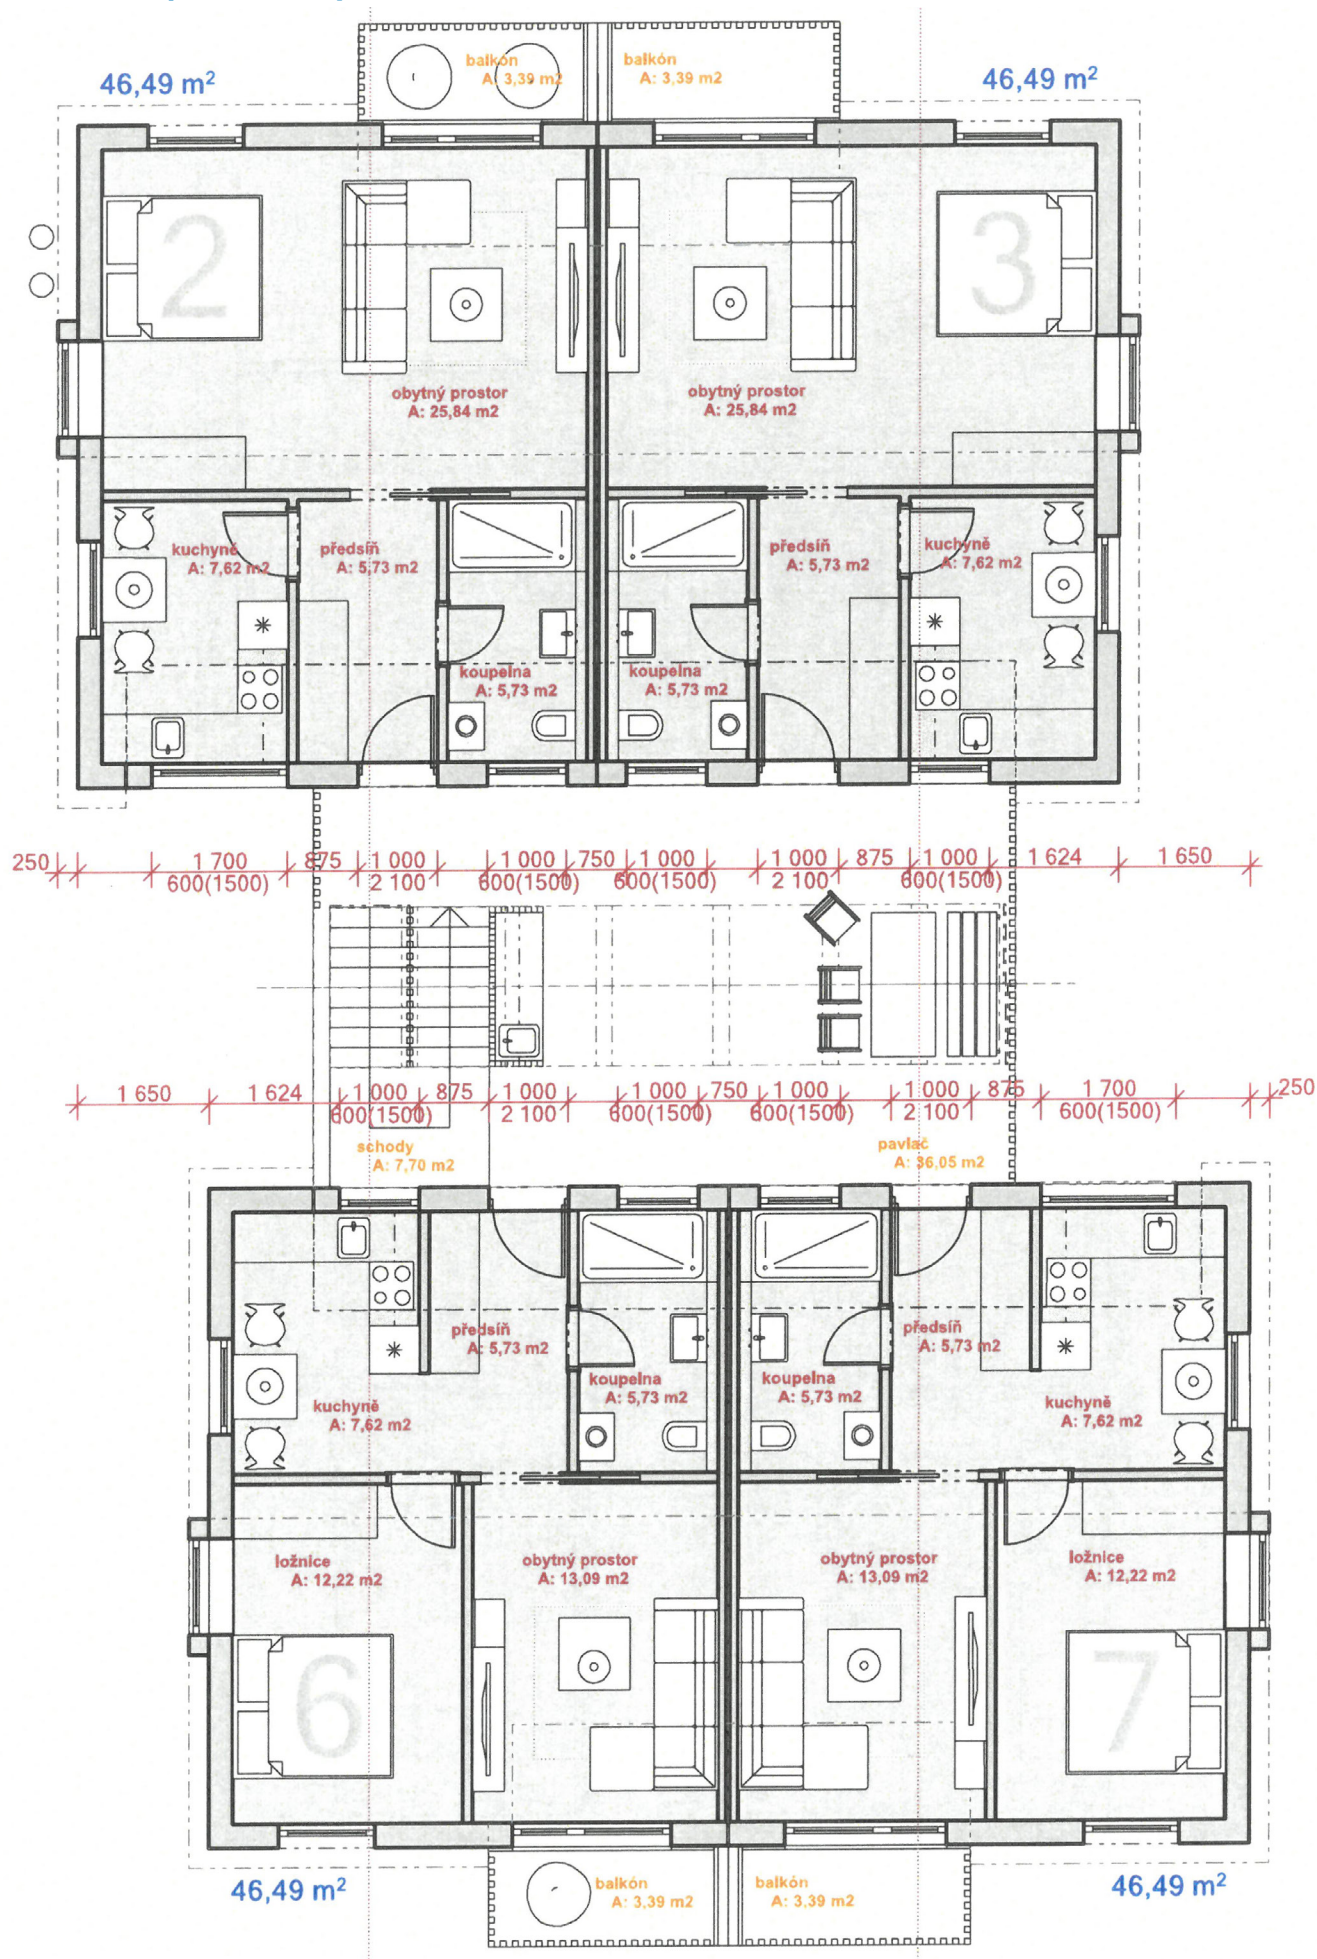 balkón
A: 3,39 m2
balkón
A: 3,39 m2
46,49 m²
46,49 m²
2
3
obytný prostor
A: 25,84 m2
obytný prostor
A: 25,84 m2
kuchyně
A: 7,62 m2
předsíň
A: 5,73 m2
předsíň
A: 5,73 m2
kuchyně
A: 7,62 m2
koupelna
A: 5,73 m2
koupelna
A: 5,73 m2
250 1 700 875 1 000 1 000 750 1 000 1 000 875 1 000 1 624 1 650
600(1500) 2 100 600(1500) 600(1500) 2 100 600(1500)
1 650 1 624 1 000 875 1 000 1 000 750 1 000 1 000 875 1 700 250
600(1500) 2 100 600(1500) 600(1500) 2 100 600(1500)
schody
A: 7,70 m2
pavlač
A: 36,05 m2
předsíň
A: 5,73 m2
předsíň
A: 5,73 m2
koupelna
A: 5,73 m2
koupelna
A: 5,73 m2
kuchyně
A: 7,62 m2
kuchyně
A: 7,62 m2
ložnice
A: 12,22 m2
obytný prostor
A: 13,09 m2
obytný prostor
A: 13,09 m2
ložnice
A: 12,22 m2
6
7
46,49 m²
balkón
A: 3,39 m2
balkón
A: 3,39 m2
46,49 m²